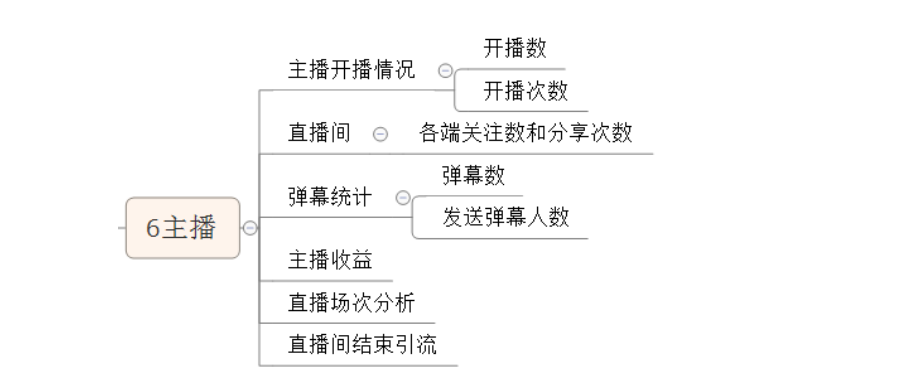 6主播
主播开播情况
开播数
开播次数
直播间
各端关注数和分享次数
弹幕统计
弹幕数
发送弹幕人数
主播收益
直播场次分析
直播间结束引流